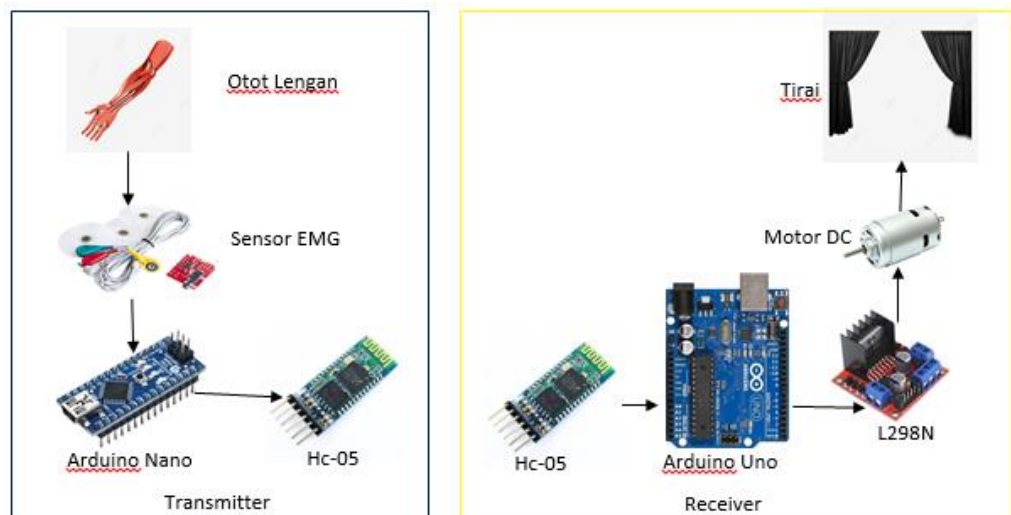 Otot Lengan
Sensor EMG
Arduino Nano
Hc-05
Transmitter
Tirai
Motor DC
L298N
Hc-05
Arduino Uno
Receiver